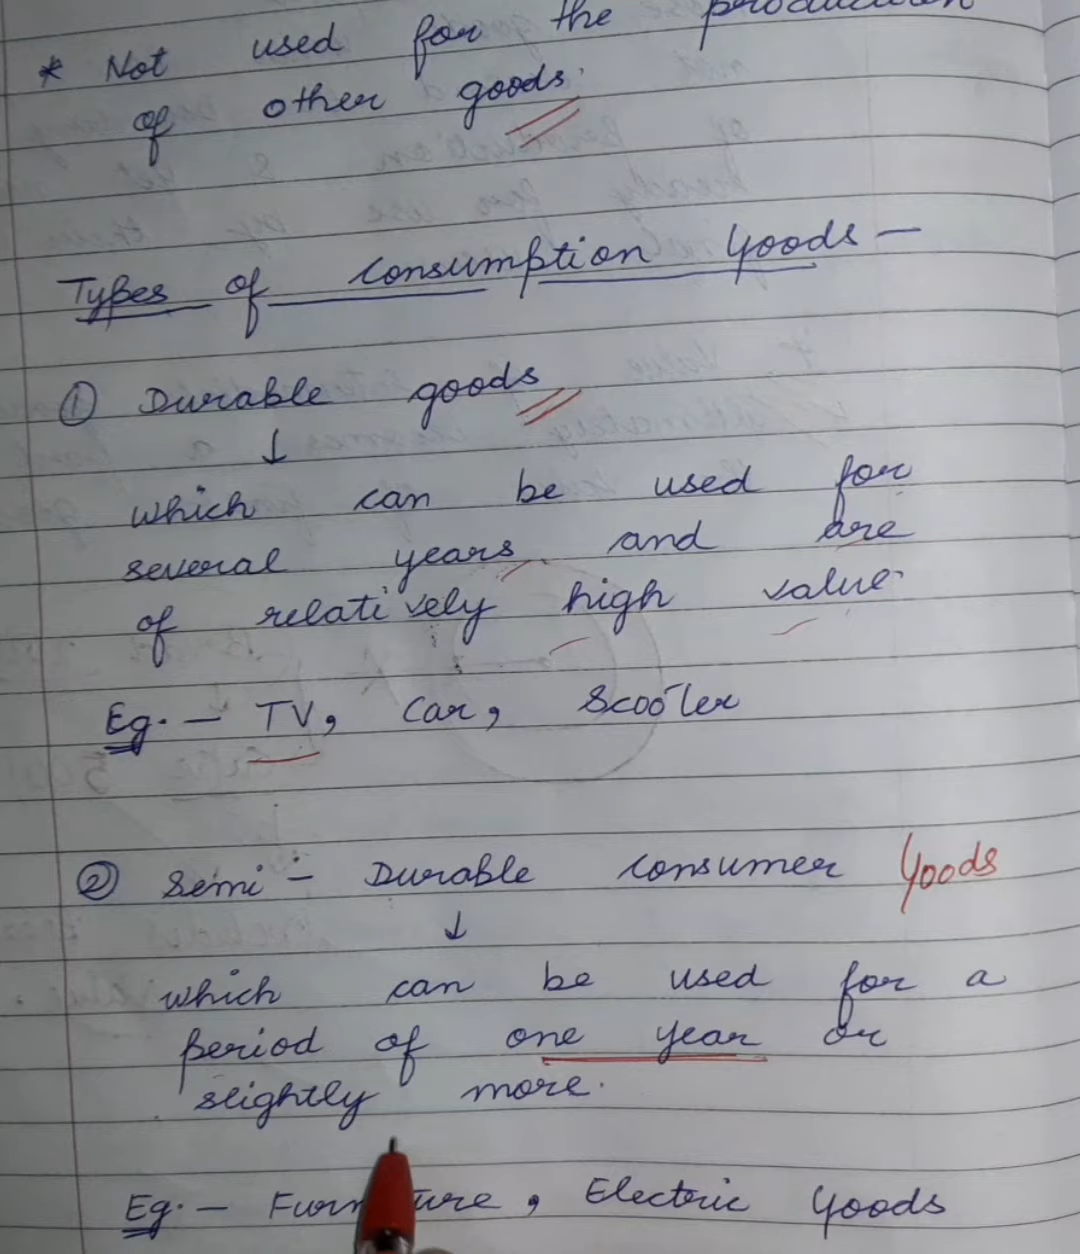 * Not used for the production
of other goods.
Types of consumption Goods –
① Durable goods
↓
which can be used for
several years and are
of relatively high value.
Eg. – TV, Car, Scooter
② Semi – Durable consumer Goods
↓
which can be used for a
period of one year or
slightly more.
Eg. – Furniture, Electric Goods